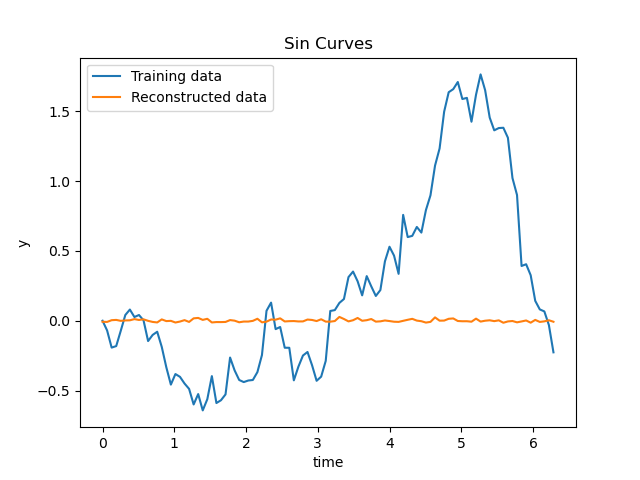 Sin Curves
Training data
Reconstructed data
y
1.5
1.0
0.5
0.0
−0.5
0 1 2 3 4 5 6
time